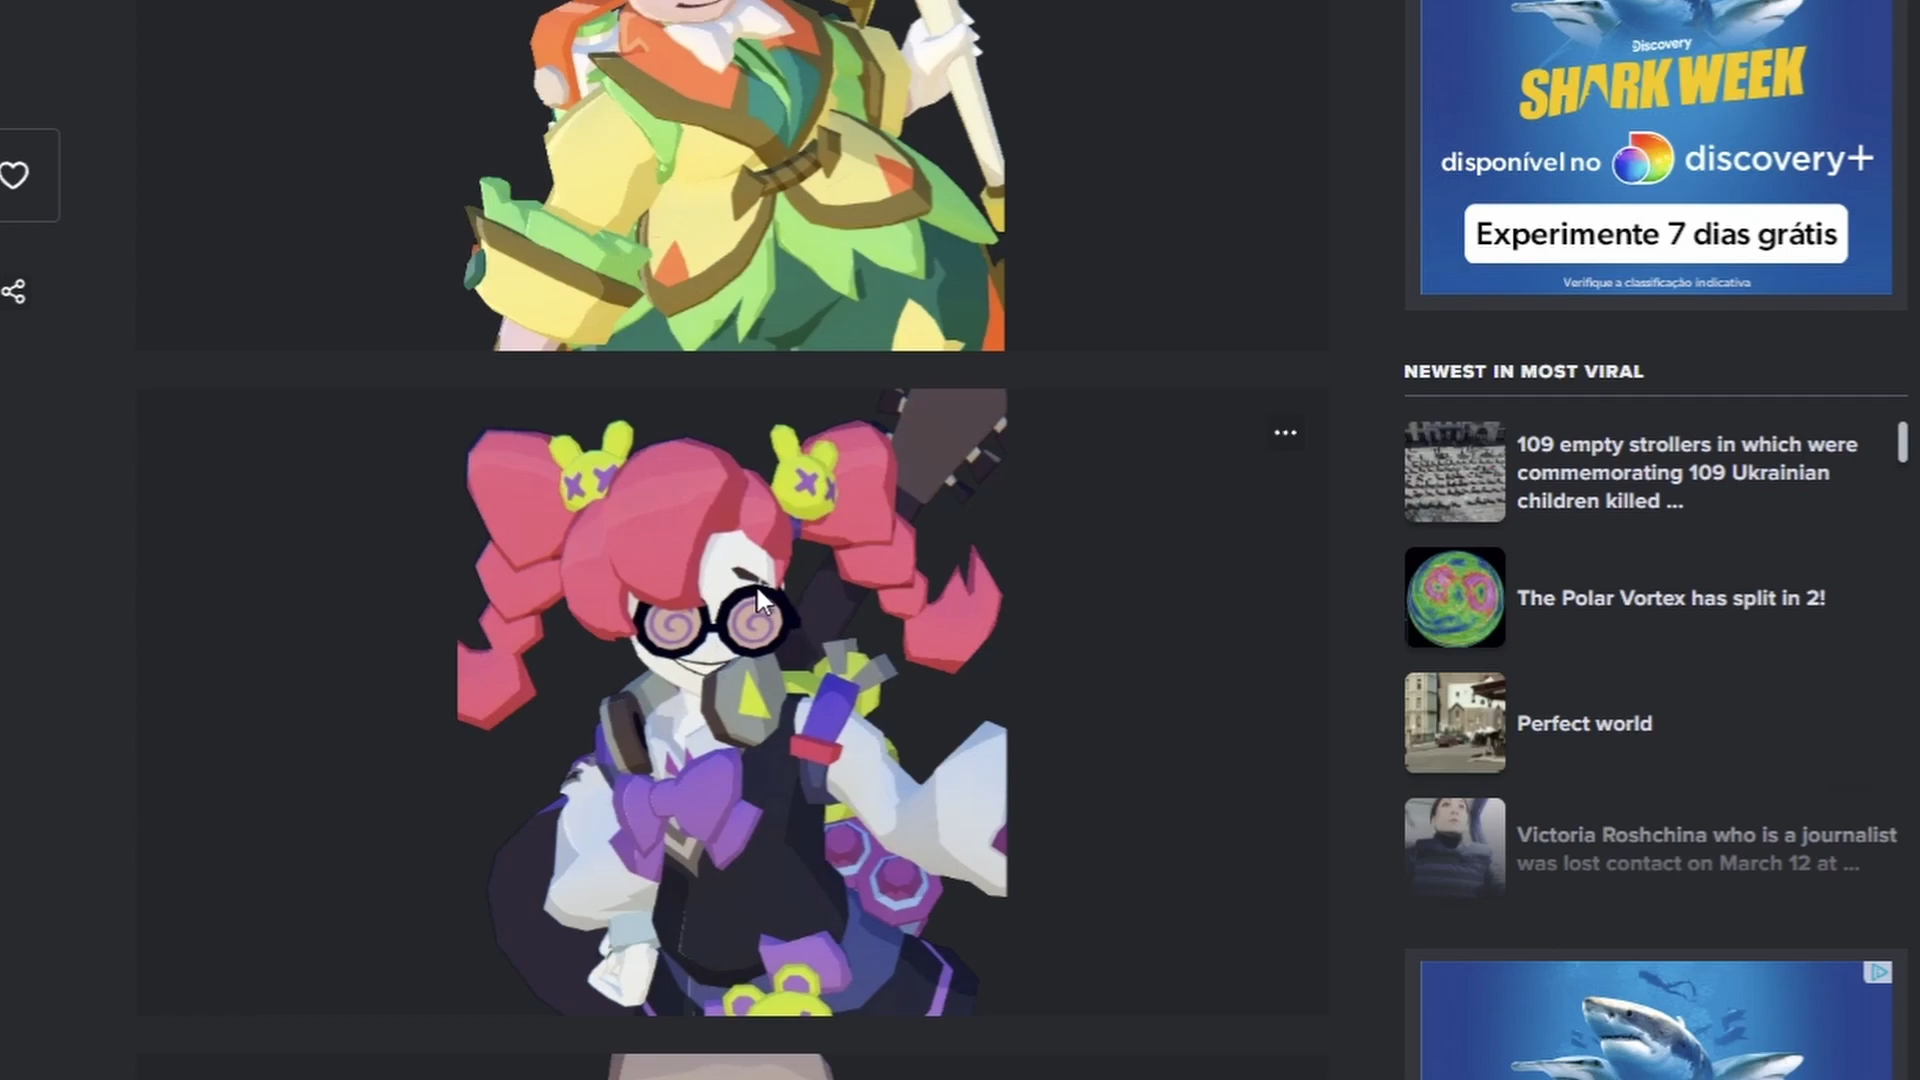 Discovery
SHARK WEEK
disponível no discovery+
Experimente 7 dias grátis
Verifique a classificação indicativa
NEWEST IN MOST VIRAL
109 empty strollers in which were
commemorating 109 Ukrainian
children killed ...
The Polar Vortex has split in 2!
Perfect world
Victoria Roshchina who is a journalist
was lost contact on March 12 at ...